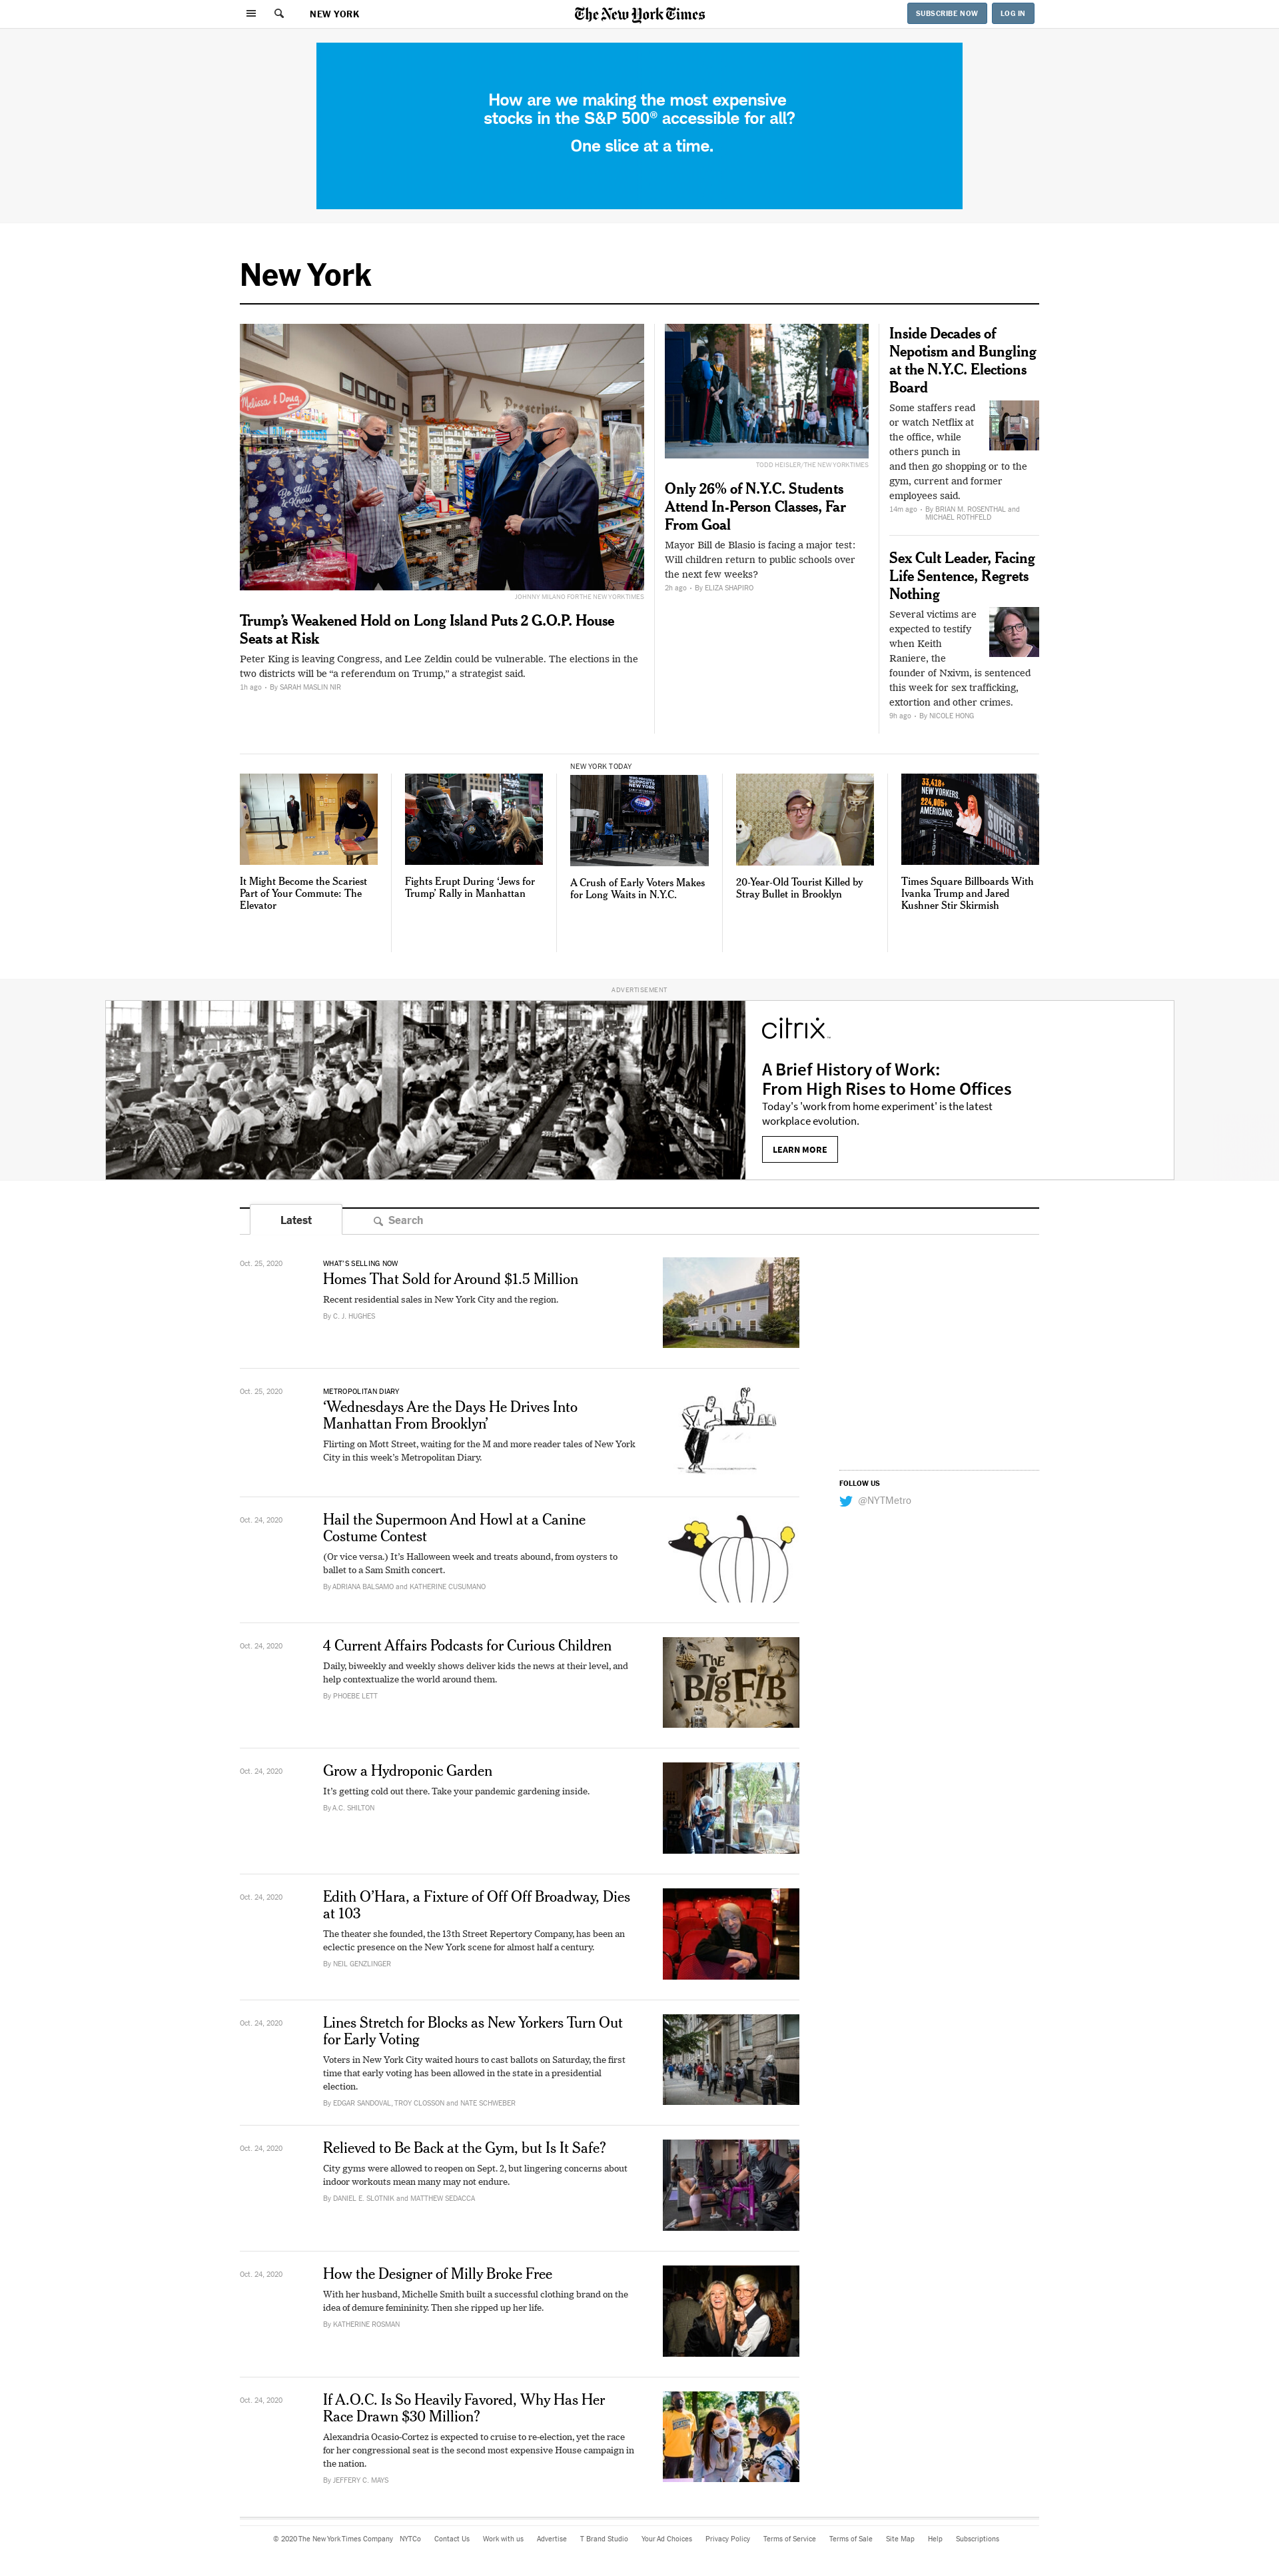 NEW YORK
The New York Times
SUBSCRIBE NOW
LOG IN
How are we making the most expensive
stocks in the S&P 500® accessible for all?
One slice at a time.
New York
Melissa & Doug.
Prescriptions
Be Still
& Know
JOHNNY MILANO FOR THE NEW YORK TIMES
Trump's Weakened Hold on Long Island Puts 2 G.O.P. House
Seats at Risk
Peter King is leaving Congress, and Lee Zeldin could be vulnerable. The elections in the
two districts will be “a referendum on Trump,” a strategist said.
1h ago • By SARAH MASLIN NIR
TODD HEISLER/THE NEW YORK TIMES
Only 26% of N.Y.C. Students
Attend In-Person Classes, Far
From Goal
Mayor Bill de Blasio is facing a major test:
Will children return to public schools over
the next few weeks?
2h ago • By ELIZA SHAPIRO
Inside Decades of
Nepotism and Bungling
at the N.Y.C. Elections
Board
Some staffers read
or watch Netflix at
the office, while
others punch in
and then go shopping or to the
gym, current and former
employees said.
14m ago • By BRIAN M. ROSENTHAL and
MICHAEL ROTHFELD
Sex Cult Leader, Facing
Life Sentence, Regrets
Nothing
Several victims are
expected to testify
when Keith
Raniere, the
founder of Nxivm, is sentenced
this week for sex trafficking,
extortion and other crimes.
9h ago • By NICOLE HONG
It Might Become the Scariest
Part of Your Commute: The
Elevator
Fights Erupt During ‘Jews for
Trump’ Rally in Manhattan
NEW YORK TODAY
SUPPORTS
NEW YORK
A Crush of Early Voters Makes
for Long Waits in N.Y.C.
20-Year-Old Tourist Killed by
Stray Bullet in Brooklyn
33,418+
NEW YORKERS.
224,005+
AMERICANS.
Times Square Billboards With
Ivanka Trump and Jared
Kushner Stir Skirmish
ADVERTISEMENT
citrix
A Brief History of Work:
From High Rises to Home Offices
Today's 'work from home experiment' is the latest
workplace evolution.
LEARN MORE
Latest
Search
Oct. 25, 2020
WHAT'S SELLING NOW
Homes That Sold for Around $1.5 Million
Recent residential sales in New York City and the region.
By C. J. HUGHES
Oct. 25, 2020
METROPOLITAN DIARY
‘Wednesdays Are the Days He Drives Into
Manhattan From Brooklyn’
Flirting on Mott Street, waiting for the M and more reader tales of New York
City in this week's Metropolitan Diary.
FOLLOW US
@NYTMetro
Oct. 24, 2020
Hail the Supermoon And Howl at a Canine
Costume Contest
(Or vice versa.) It's Halloween week and treats abound, from oysters to
ballet to a Sam Smith concert.
By ADRIANA BALSAMO and KATHERINE CUSUMANO
Oct. 24, 2020
4 Current Affairs Podcasts for Curious Children
Daily, biweekly and weekly shows deliver kids the news at their level, and
help contextualize the world around them.
By PHOEBE LETT
THE
BiG FIB
Oct. 24, 2020
Grow a Hydroponic Garden
It's getting cold out there. Take your pandemic gardening inside.
By A.C. SHILTON
Oct. 24, 2020
Edith O'Hara, a Fixture of Off Off Broadway, Dies
at 103
The theater she founded, the 13th Street Repertory Company, has been an
eclectic presence on the New York scene for almost half a century.
By NEIL GENZLINGER
Oct. 24, 2020
Lines Stretch for Blocks as New Yorkers Turn Out
for Early Voting
Voters in New York City waited hours to cast ballots on Saturday, the first
time that early voting has been allowed in the state in a presidential
election.
By EDGAR SANDOVAL, TROY CLOSSON and NATE SCHWEBER
Oct. 24, 2020
Relieved to Be Back at the Gym, but Is It Safe?
City gyms were allowed to reopen on Sept. 2, but lingering concerns about
indoor workouts mean many may not endure.
By DANIEL E. SLOTNIK and MATTHEW SEDACCA
Oct. 24, 2020
How the Designer of Milly Broke Free
With her husband, Michelle Smith built a successful clothing brand on the
idea of demure femininity. Then she ripped up her life.
By KATHERINE ROSMAN
Oct. 24, 2020
If A.O.C. Is So Heavily Favored, Why Has Her
Race Drawn $30 Million?
Alexandria Ocasio-Cortez is expected to cruise to re-election, yet the race
for her congressional seat is the second most expensive House campaign in
the nation.
By JEFFERY C. MAYS
© 2020 The New York Times Company NYTCo Contact Us Work with us Advertise T Brand Studio Your Ad Choices Privacy Policy Terms of Service Terms of Sale Site Map Help Subscriptions